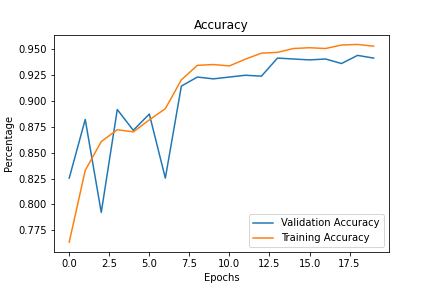 Accuracy
Percentage
0.950
0.925
0.900
0.875
0.850
0.825
0.800
0.775
Validation Accuracy
Training Accuracy
0.0 2.5 5.0 7.5 10.0 12.5 15.0 17.5
Epochs